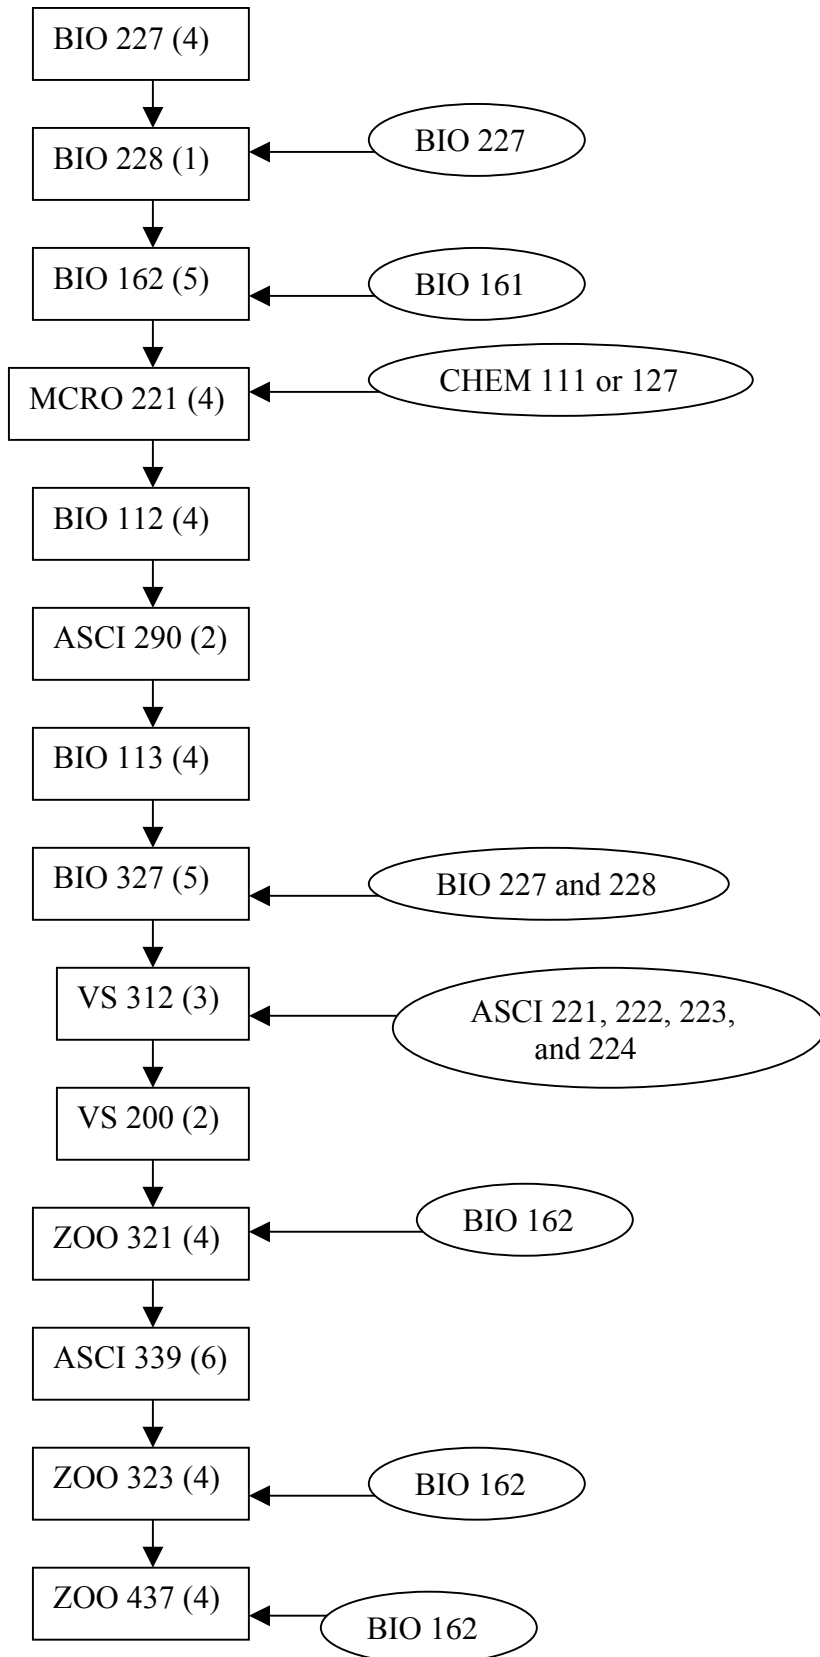 BIO 227 (4)
BIO 227
BIO 228 (1)
BIO 162 (5)
BIO 161
CHEM 111 or 127
MCRO 221 (4)
BIO 112 (4)
ASCI 290 (2)
BIO 113 (4)
BIO 327 (5)
BIO 227 and 228
VS 312 (3)
ASCI 221, 222, 223,
and 224
VS 200 (2)
BIO 162
ZOO 321 (4)
ASCI 339 (6)
ZOO 323 (4)
BIO 162
ZOO 437 (4)
BIO 162